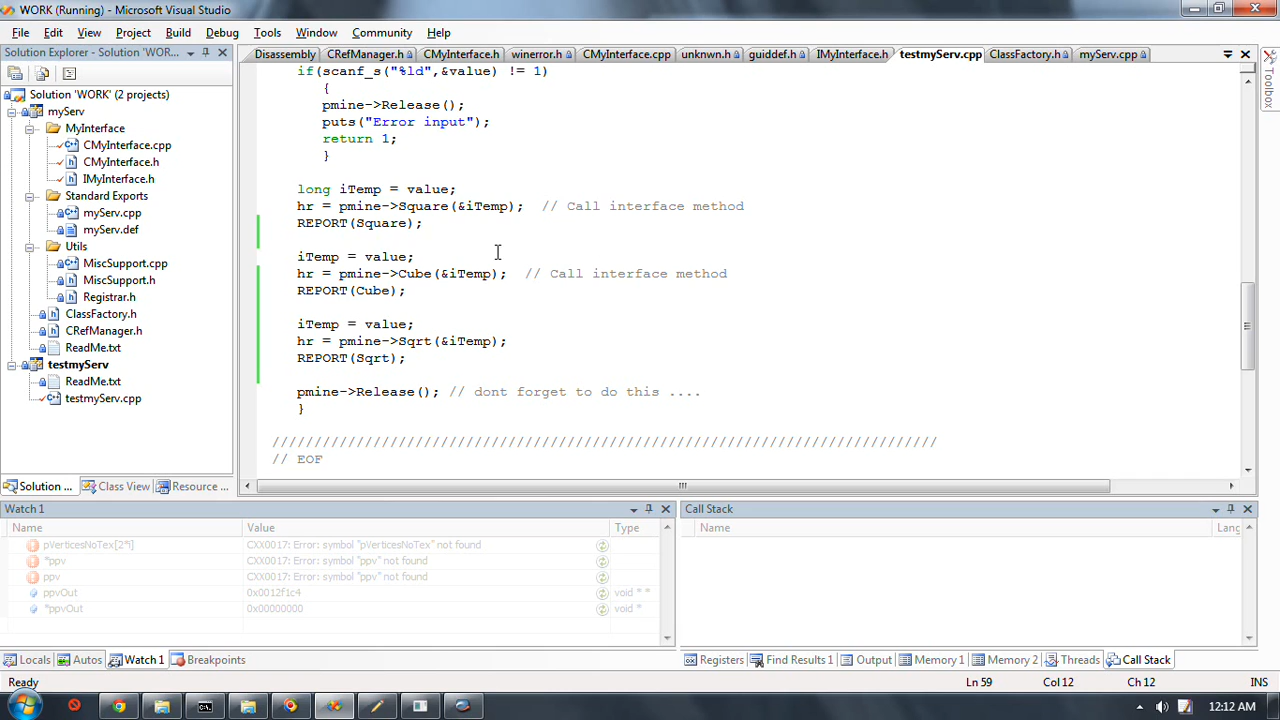 WORK (Running) - Microsoft Visual Studio
File Edit View Project Build Debug Tools Window Community Help
Solution Explorer - Solution 'WOR...
Disassembly CRefManager.h CMyInterface.h winerror.h CMyInterface.cpp unknwn.h guiddef.h IMyInterface.h testmyServ.cpp ClassFactory.h myServ.cpp
Toolbox
Solution 'WORK' (2 projects)
myServ
MyInterface
CMyInterface.cpp
CMyInterface.h
IMyInterface.h
Standard Exports
myServ.cpp
myServ.def
Utils
MiscSupport.cpp
MiscSupport.h
Registrar.h
ClassFactory.h
CRefManager.h
ReadMe.txt
testmyServ
ReadMe.txt
testmyServ.cpp
Solution ... Class View Resource ...
if(scanf_s("%ld",&value) != 1)
{
pmine->Release();
puts("Error input");
return 1;
}
long iTemp = value;
hr = pmine->Square(&iTemp); // Call interface method
REPORT(Square);
iTemp = value;
hr = pmine->Cube(&iTemp); // Call interface method
REPORT(Cube);
iTemp = value;
hr = pmine->Sqrt(&iTemp);
REPORT(Sqrt);
pmine->Release(); // dont forget to do this ....
}
///////////////////////////////////////////////////////////////////////////////
// EOF
Watch 1
Name Value Type
pVerticesNoTex[2*i] CXX0017: Error: symbol "pVerticesNoTex" not found
*ppv CXX0017: Error: symbol "ppv" not found
ppv CXX0017: Error: symbol "ppv" not found
ppvOut 0x0012f1c4 void * *
*ppvOut 0x00000000 void *
Locals Autos Watch 1 Breakpoints
Call Stack
Name Lang
Registers Find Results 1 Output Memory 1 Memory 2 Threads Call Stack
Ready Ln 59 Col 12 Ch 12 INS
12:12 AM